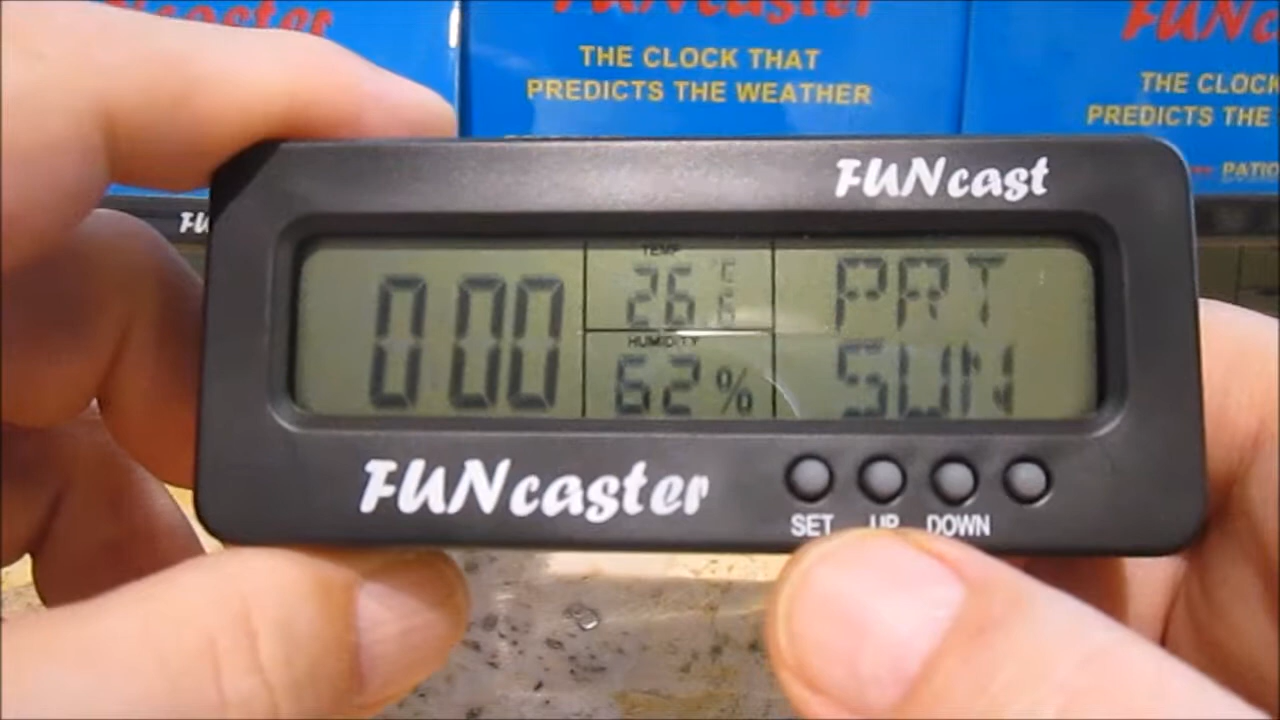 FUNcaster
THE CLOCK THAT
PREDICTS THE WEATHER
THE CLOCK
PREDICTS THE
FUNcast
TEMP
0:00
26 °C
PRT
HUMIDITY
62 %
SUN
FUNcaster
SET UP DOWN